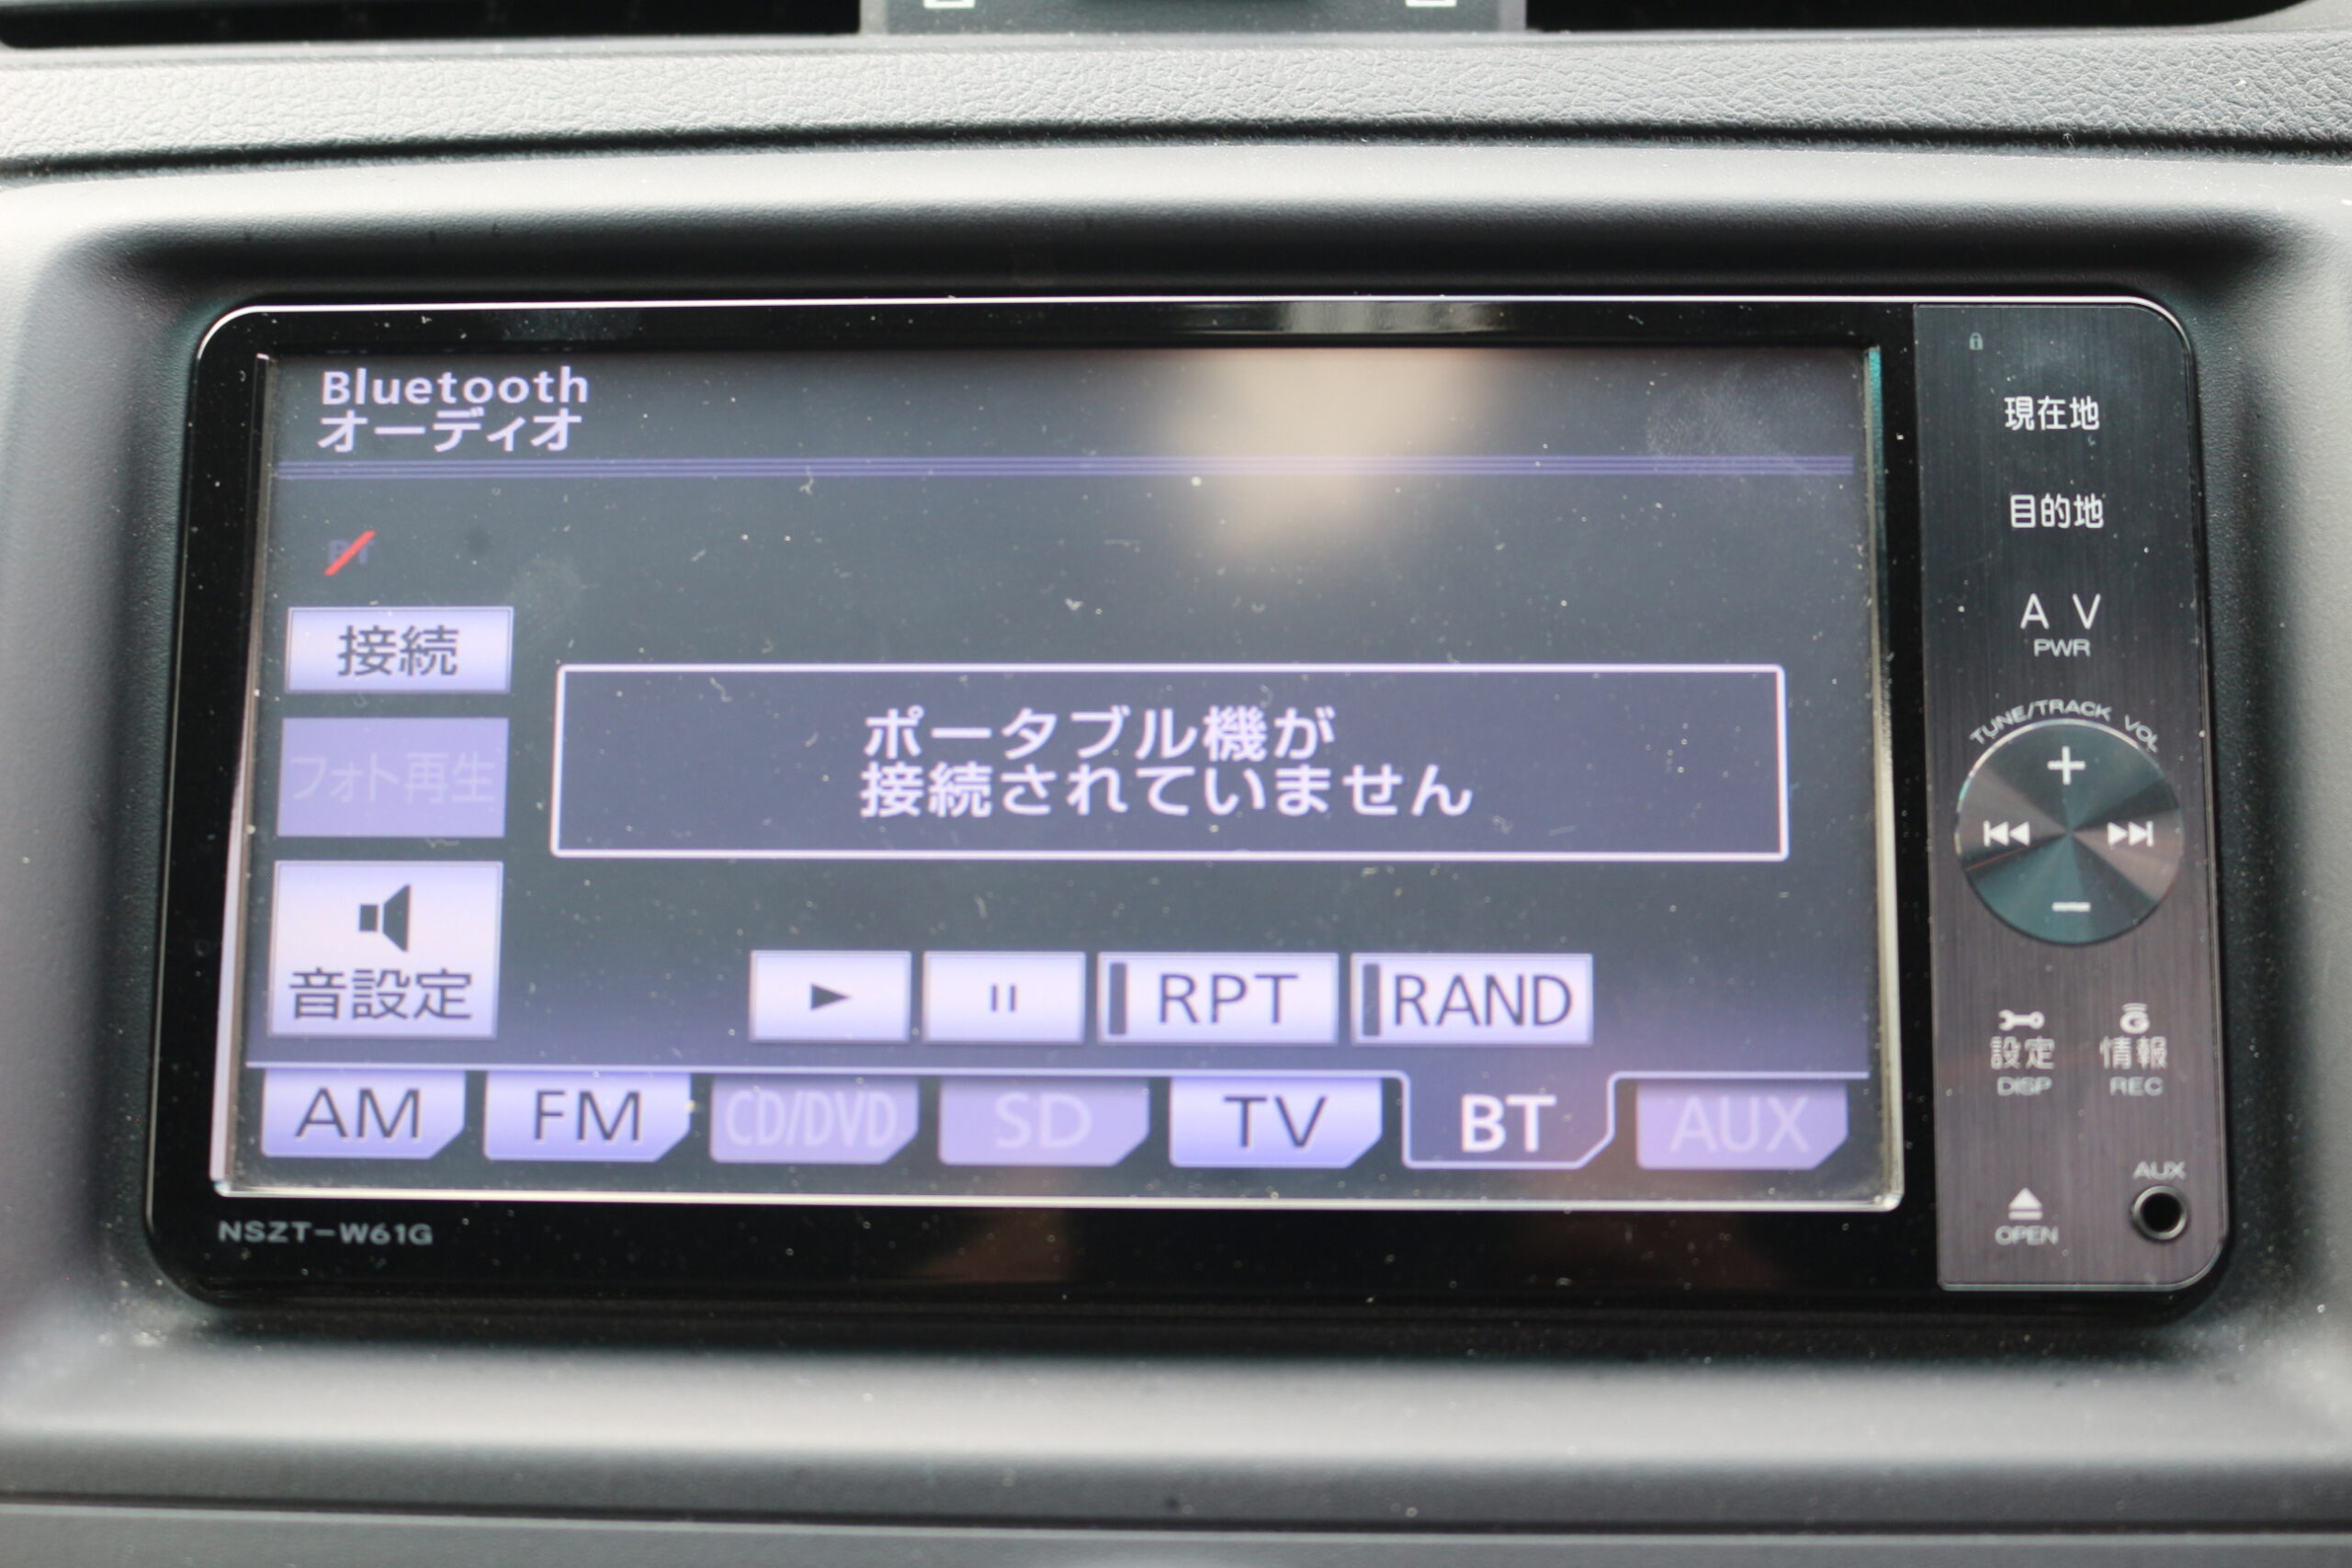 Bluetooth
オーディオ
接続
フォト再生
音設定
ポータブル機が
接続されていません
RPT
RAND
AM
FM
CD/DVD
SD
TV
BT
AUX
NSZT-W61G
現在地
目的地
A V
PWR
TUNE/TRACK VOL
設定
DISP
情報
REC
OPEN
AUX